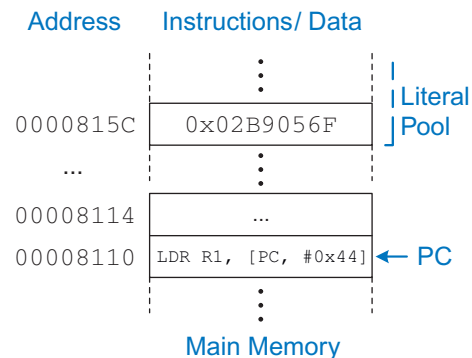 Address Instructions/ Data
Literal
0000815C 0x02B9056F Pool
...
00008114 ...
00008110 LDR R1, [PC, #0x44] PC
Main Memory